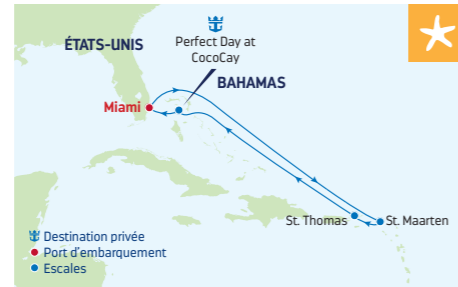 ÉTATS-UNIS
Perfect Day at
CocoCay
BAHAMAS
Miami
St. Thomas
St. Maarten
Destination privée
Port d'embarquement
Escales